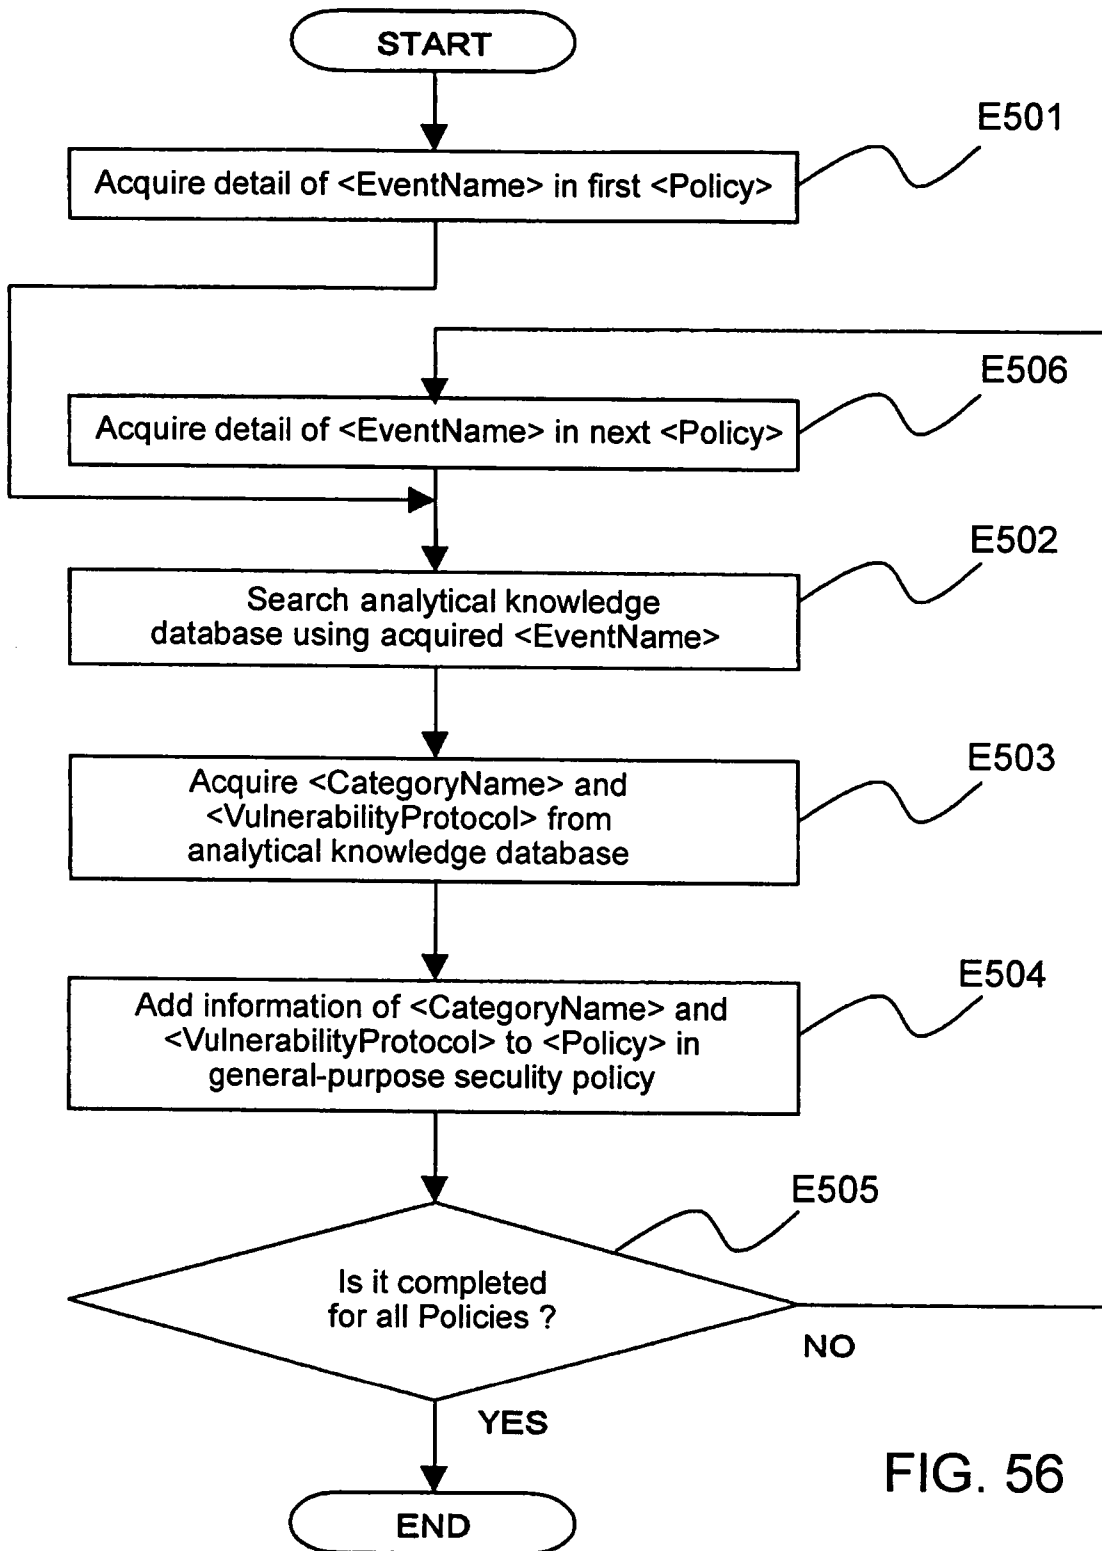 START
E501
Acquire detail of <EventName> in first <Policy>
E506
Acquire detail of <EventName> in next <Policy>
E502
Search analytical knowledge
database using acquired <EventName>
E503
Acquire <CategoryName> and
<VulnerabilityProtocol> from
analytical knowledge database
E504
Add information of <CategoryName> and
<VulnerabilityProtocol> to <Policy> in
general-purpose seculity policy
E505
Is it completed
for all Policies ?
NO
YES
END
FIG. 56